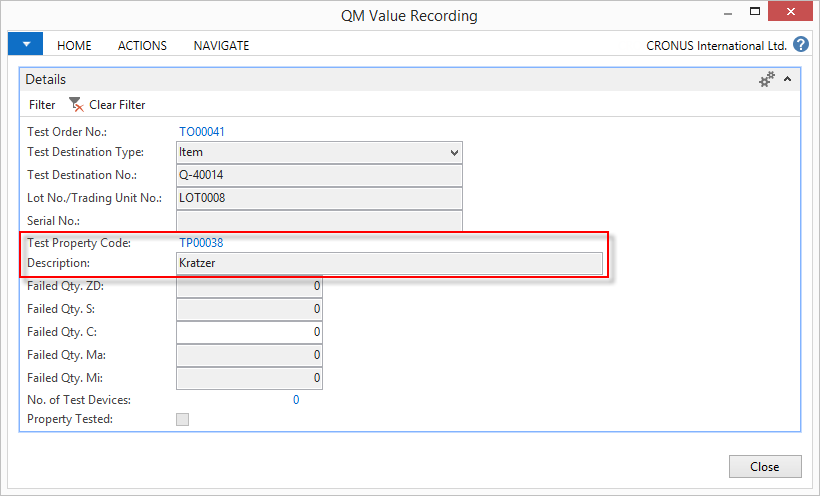 QM Value Recording
HOME ACTIONS NAVIGATE CRONUS International Ltd. ?
Details
Filter Clear Filter
Test Order No.: TO00041
Test Destination Type: Item
Test Destination No.: Q-40014
Lot No./Trading Unit No.: LOT0008
Serial No.:
Test Property Code: TP00038
Description: Kratzer
Failed Qty. ZD: 0
Failed Qty. S: 0
Failed Qty. C: 0
Failed Qty. Ma: 0
Failed Qty. Mi: 0
No. of Test Devices: 0
Property Tested:
Close